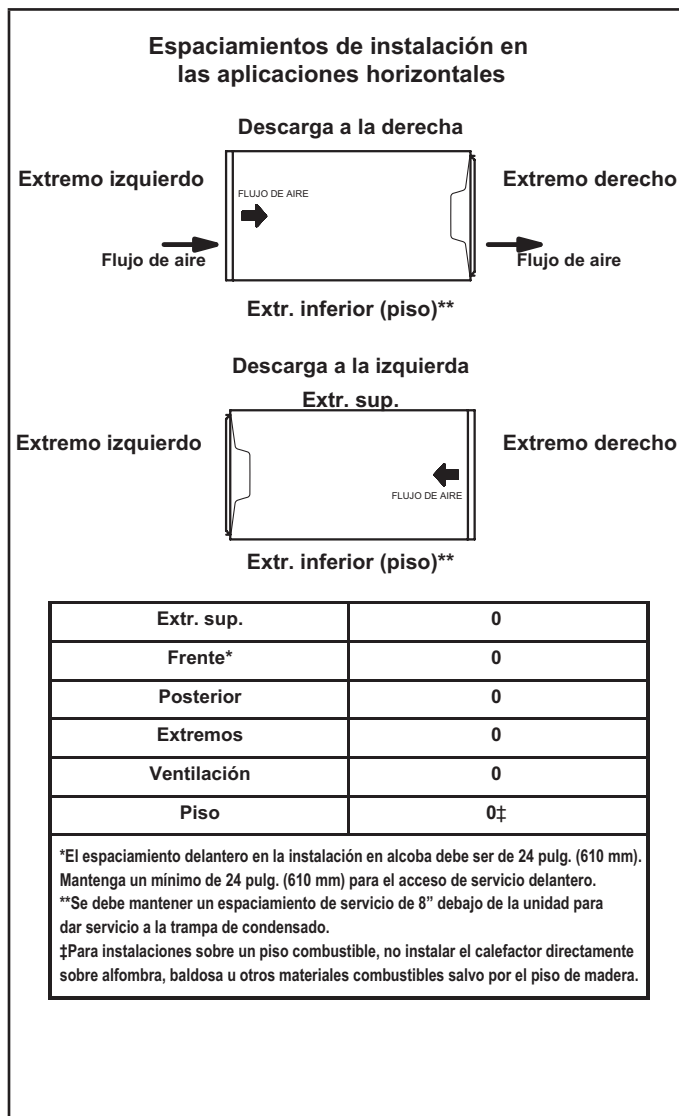 Espaciamientos de instalación en
las aplicaciones horizontales
Descarga a la derecha
Extremo izquierdo
Extremo derecho
FLUJO DE AIRE
Flujo de aire
Flujo de aire
Extr. inferior (piso)**
Descarga a la izquierda
Extr. sup.
Extremo izquierdo
Extremo derecho
FLUJO DE AIRE
Extr. inferior (piso)**
Extr. sup. 0
Frente* 0
Posterior 0
Extremos 0
Ventilación 0
Piso 0‡
*El espaciamiento delantero en la instalación en alcoba debe ser de 24 pulg. (610 mm).
Mantenga un mínimo de 24 pulg. (610 mm) para el acceso de servicio delantero.
**Se debe mantener un espaciamiento de servicio de 8” debajo de la unidad para
dar servicio a la trampa de condensado.
‡Para instalaciones sobre un piso combustible, no instalar el calefactor directamente
sobre alfombra, baldosa u otros materiales combustibles salvo por el piso de madera.